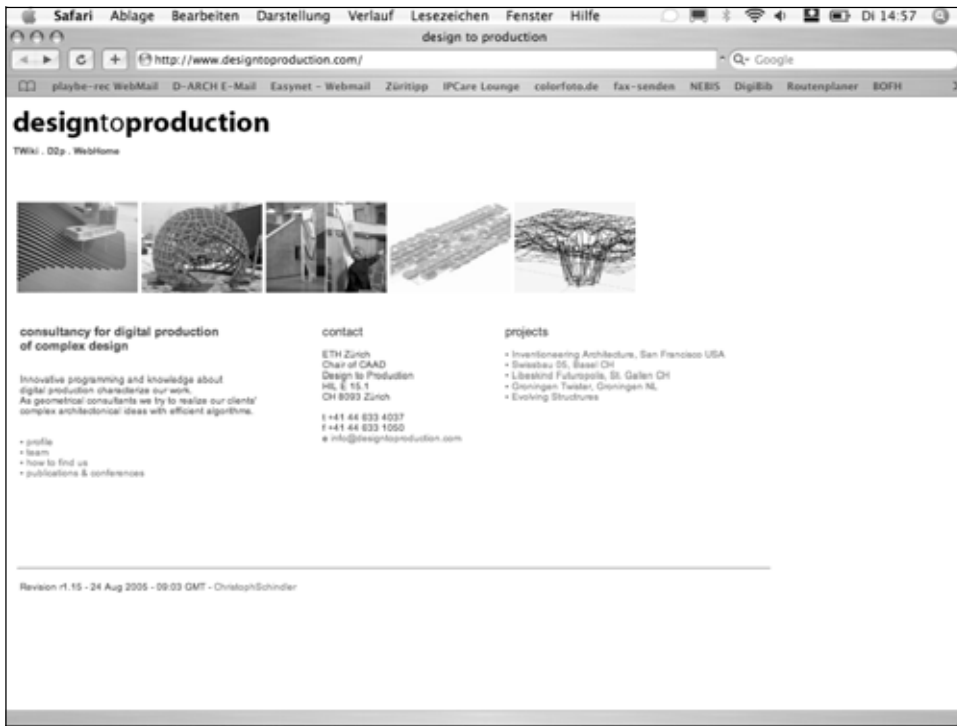 Safari Ablage Bearbeiten Darstellung Verlauf Lesezeichen Fenster Hilfe Di 14:57
design to production
http://www.designtoproduction.com/ Google
playbe-rec WebMail D-ARCH E-Mail Easynet - Webmail Züritipp IPCare Lounge colorfoto.de fax-senden NEBIS DigiBib Routenplaner BOFH
designtoproduction
TWiki . D2p . WebHome
consultancy for digital production
of complex design
Innovative programming and knowledge about
digital production characterize our work.
As geometrical consultants we try to realize our clients'
complex architectonical ideas with efficient algorithms.
• profile
• team
• how to find us
• publications & conferences
contact
ETH Zürich
Chair of CAAD
Design to Production
HIL E 15.1
CH 8093 Zürich
t +41 44 633 4037
f +41 44 633 1050
e info@designtoproduction.com
projects
• Inventioneering Architecture, San Francisco USA
• Swissbau 05, Basel CH
• Libeskind Futuropolis, St. Gallen CH
• Groningen Twister, Groningen NL
• Evolving Structures
Revision r1.15 - 24 Aug 2005 - 09:03 GMT - ChristophSchindler